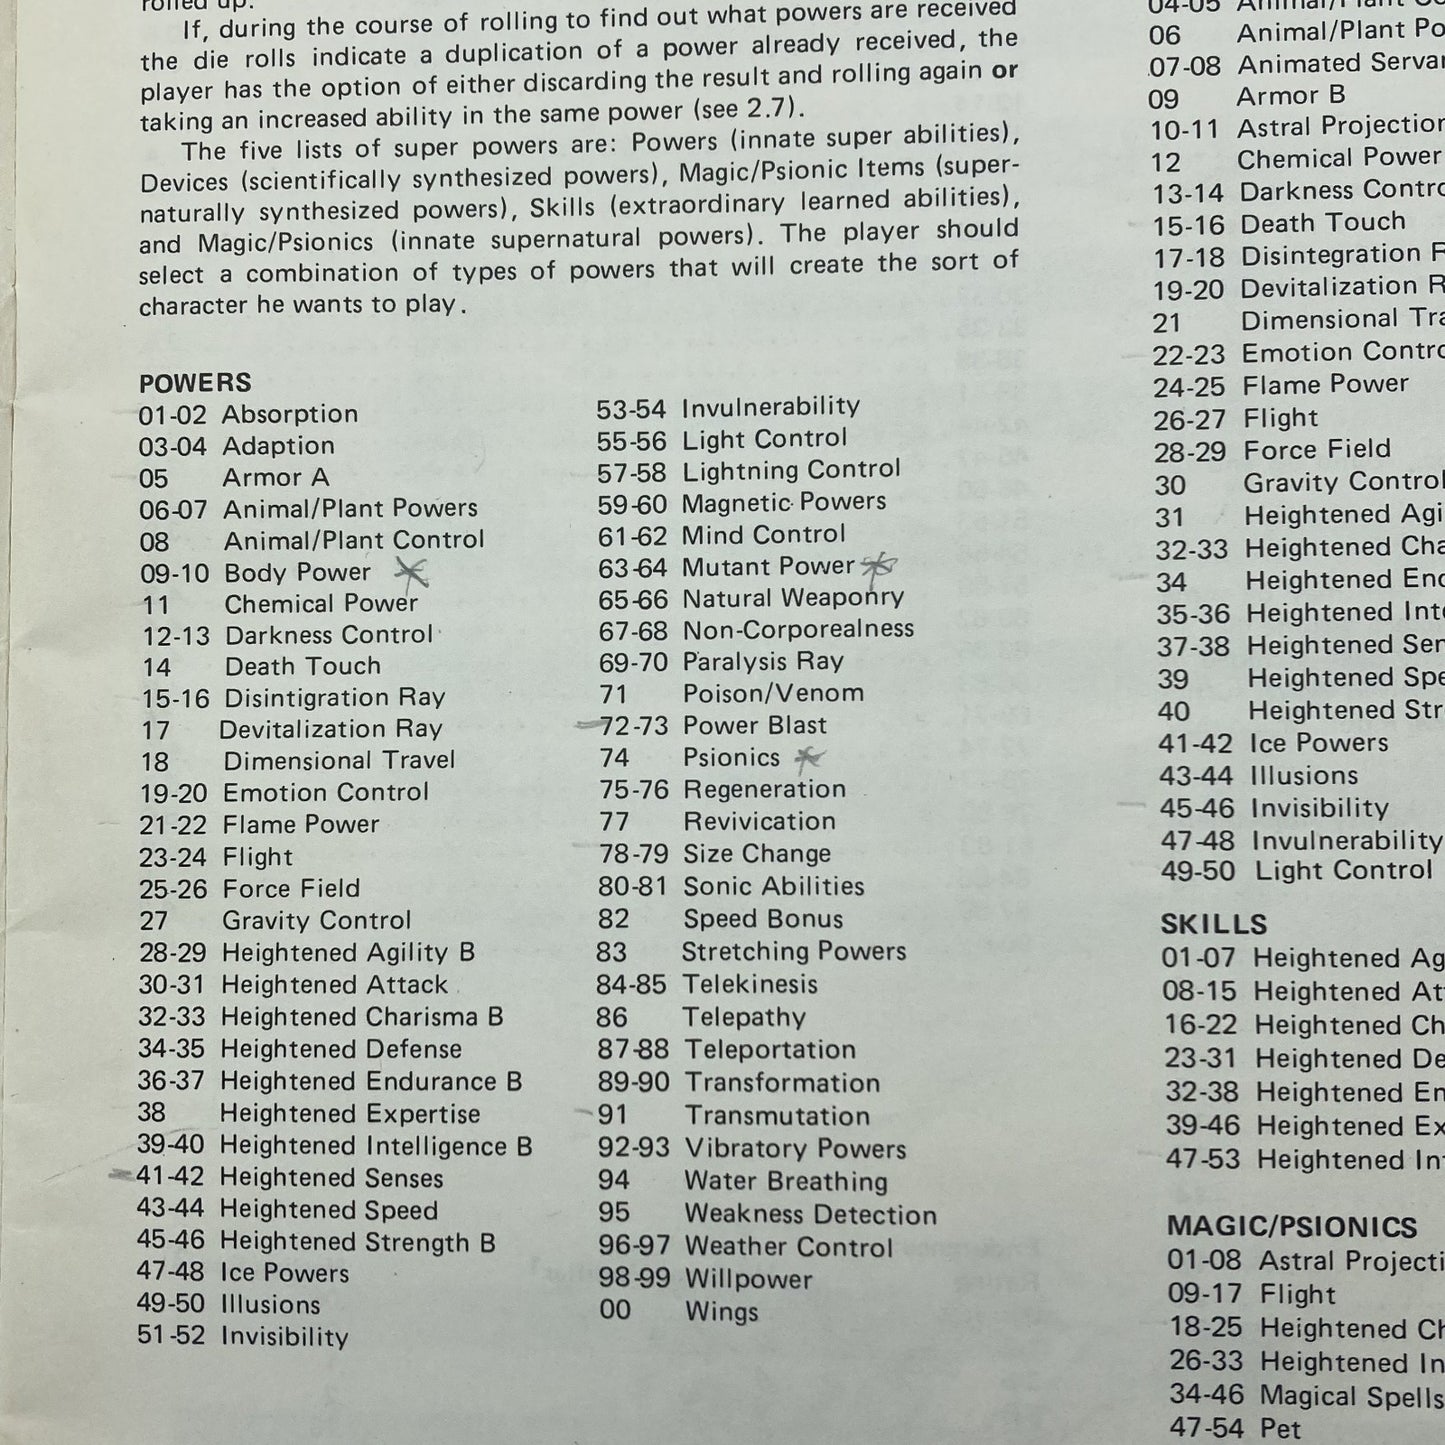 rolled up.
If, during the course of rolling to find out what powers are received
the die rolls indicate a duplication of a power already received, the
player has the option of either discarding the result and rolling again or
taking an increased ability in the same power (see 2.7).
The five lists of super powers are: Powers (innate super abilities),
Devices (scientifically synthesized powers), Magic/Psionic Items (super-
naturally synthesized powers), Skills (extraordinary learned abilities),
and Magic/Psionics (innate supernatural powers). The player should
select a combination of types of powers that will create the sort of
character he wants to play.
POWERS
01-02 Absorption
03-04 Adaption
05 Armor A
06-07 Animal/Plant Powers
08 Animal/Plant Control
09-10 Body Power
11 Chemical Power
12-13 Darkness Control
14 Death Touch
15-16 Disintigration Ray
17 Devitalization Ray
18 Dimensional Travel
19-20 Emotion Control
21-22 Flame Power
23-24 Flight
25-26 Force Field
27 Gravity Control
28-29 Heightened Agility B
30-31 Heightened Attack
32-33 Heightened Charisma B
34-35 Heightened Defense
36-37 Heightened Endurance B
38 Heightened Expertise
39-40 Heightened Intelligence B
41-42 Heightened Senses
43-44 Heightened Speed
45-46 Heightened Strength B
47-48 Ice Powers
49-50 Illusions
51-52 Invisibility
53-54 Invulnerability
55-56 Light Control
57-58 Lightning Control
59-60 Magnetic Powers
61-62 Mind Control
63-64 Mutant Power
65-66 Natural Weaponry
67-68 Non-Corporealness
69-70 Paralysis Ray
71 Poison/Venom
72-73 Power Blast
74 Psionics
75-76 Regeneration
77 Revivication
78-79 Size Change
80-81 Sonic Abilities
82 Speed Bonus
83 Stretching Powers
84-85 Telekinesis
86 Telepathy
87-88 Teleportation
89-90 Transformation
91 Transmutation
92-93 Vibratory Powers
94 Water Breathing
95 Weakness Detection
96-97 Weather Control
98-99 Willpower
00 Wings
04-05 Animal/Plant Co
06 Animal/Plant Po
07-08 Animated Serva
09 Armor B
10-11 Astral Projection
12 Chemical Power
13-14 Darkness Contro
15-16 Death Touch
17-18 Disintegration R
19-20 Devitalization R
21 Dimensional Tra
22-23 Emotion Contro
24-25 Flame Power
26-27 Flight
28-29 Force Field
30 Gravity Control
31 Heightened Agi
32-33 Heightened Cha
34 Heightened End
35-36 Heightened Inte
37-38 Heightened Sen
39 Heightened Spe
40 Heightened Str
41-42 Ice Powers
43-44 Illusions
45-46 Invisibility
47-48 Invulnerability
49-50 Light Control
SKILLS
01-07 Heightened Ag
08-15 Heightened At
16-22 Heightened Ch
23-31 Heightened De
32-38 Heightened En
39-46 Heightened Ex
47-53 Heightened In
MAGIC/PSIONICS
01-08 Astral Projecti
09-17 Flight
18-25 Heightened Ch
26-33 Heightened In
34-46 Magical Spells
47-54 Pet